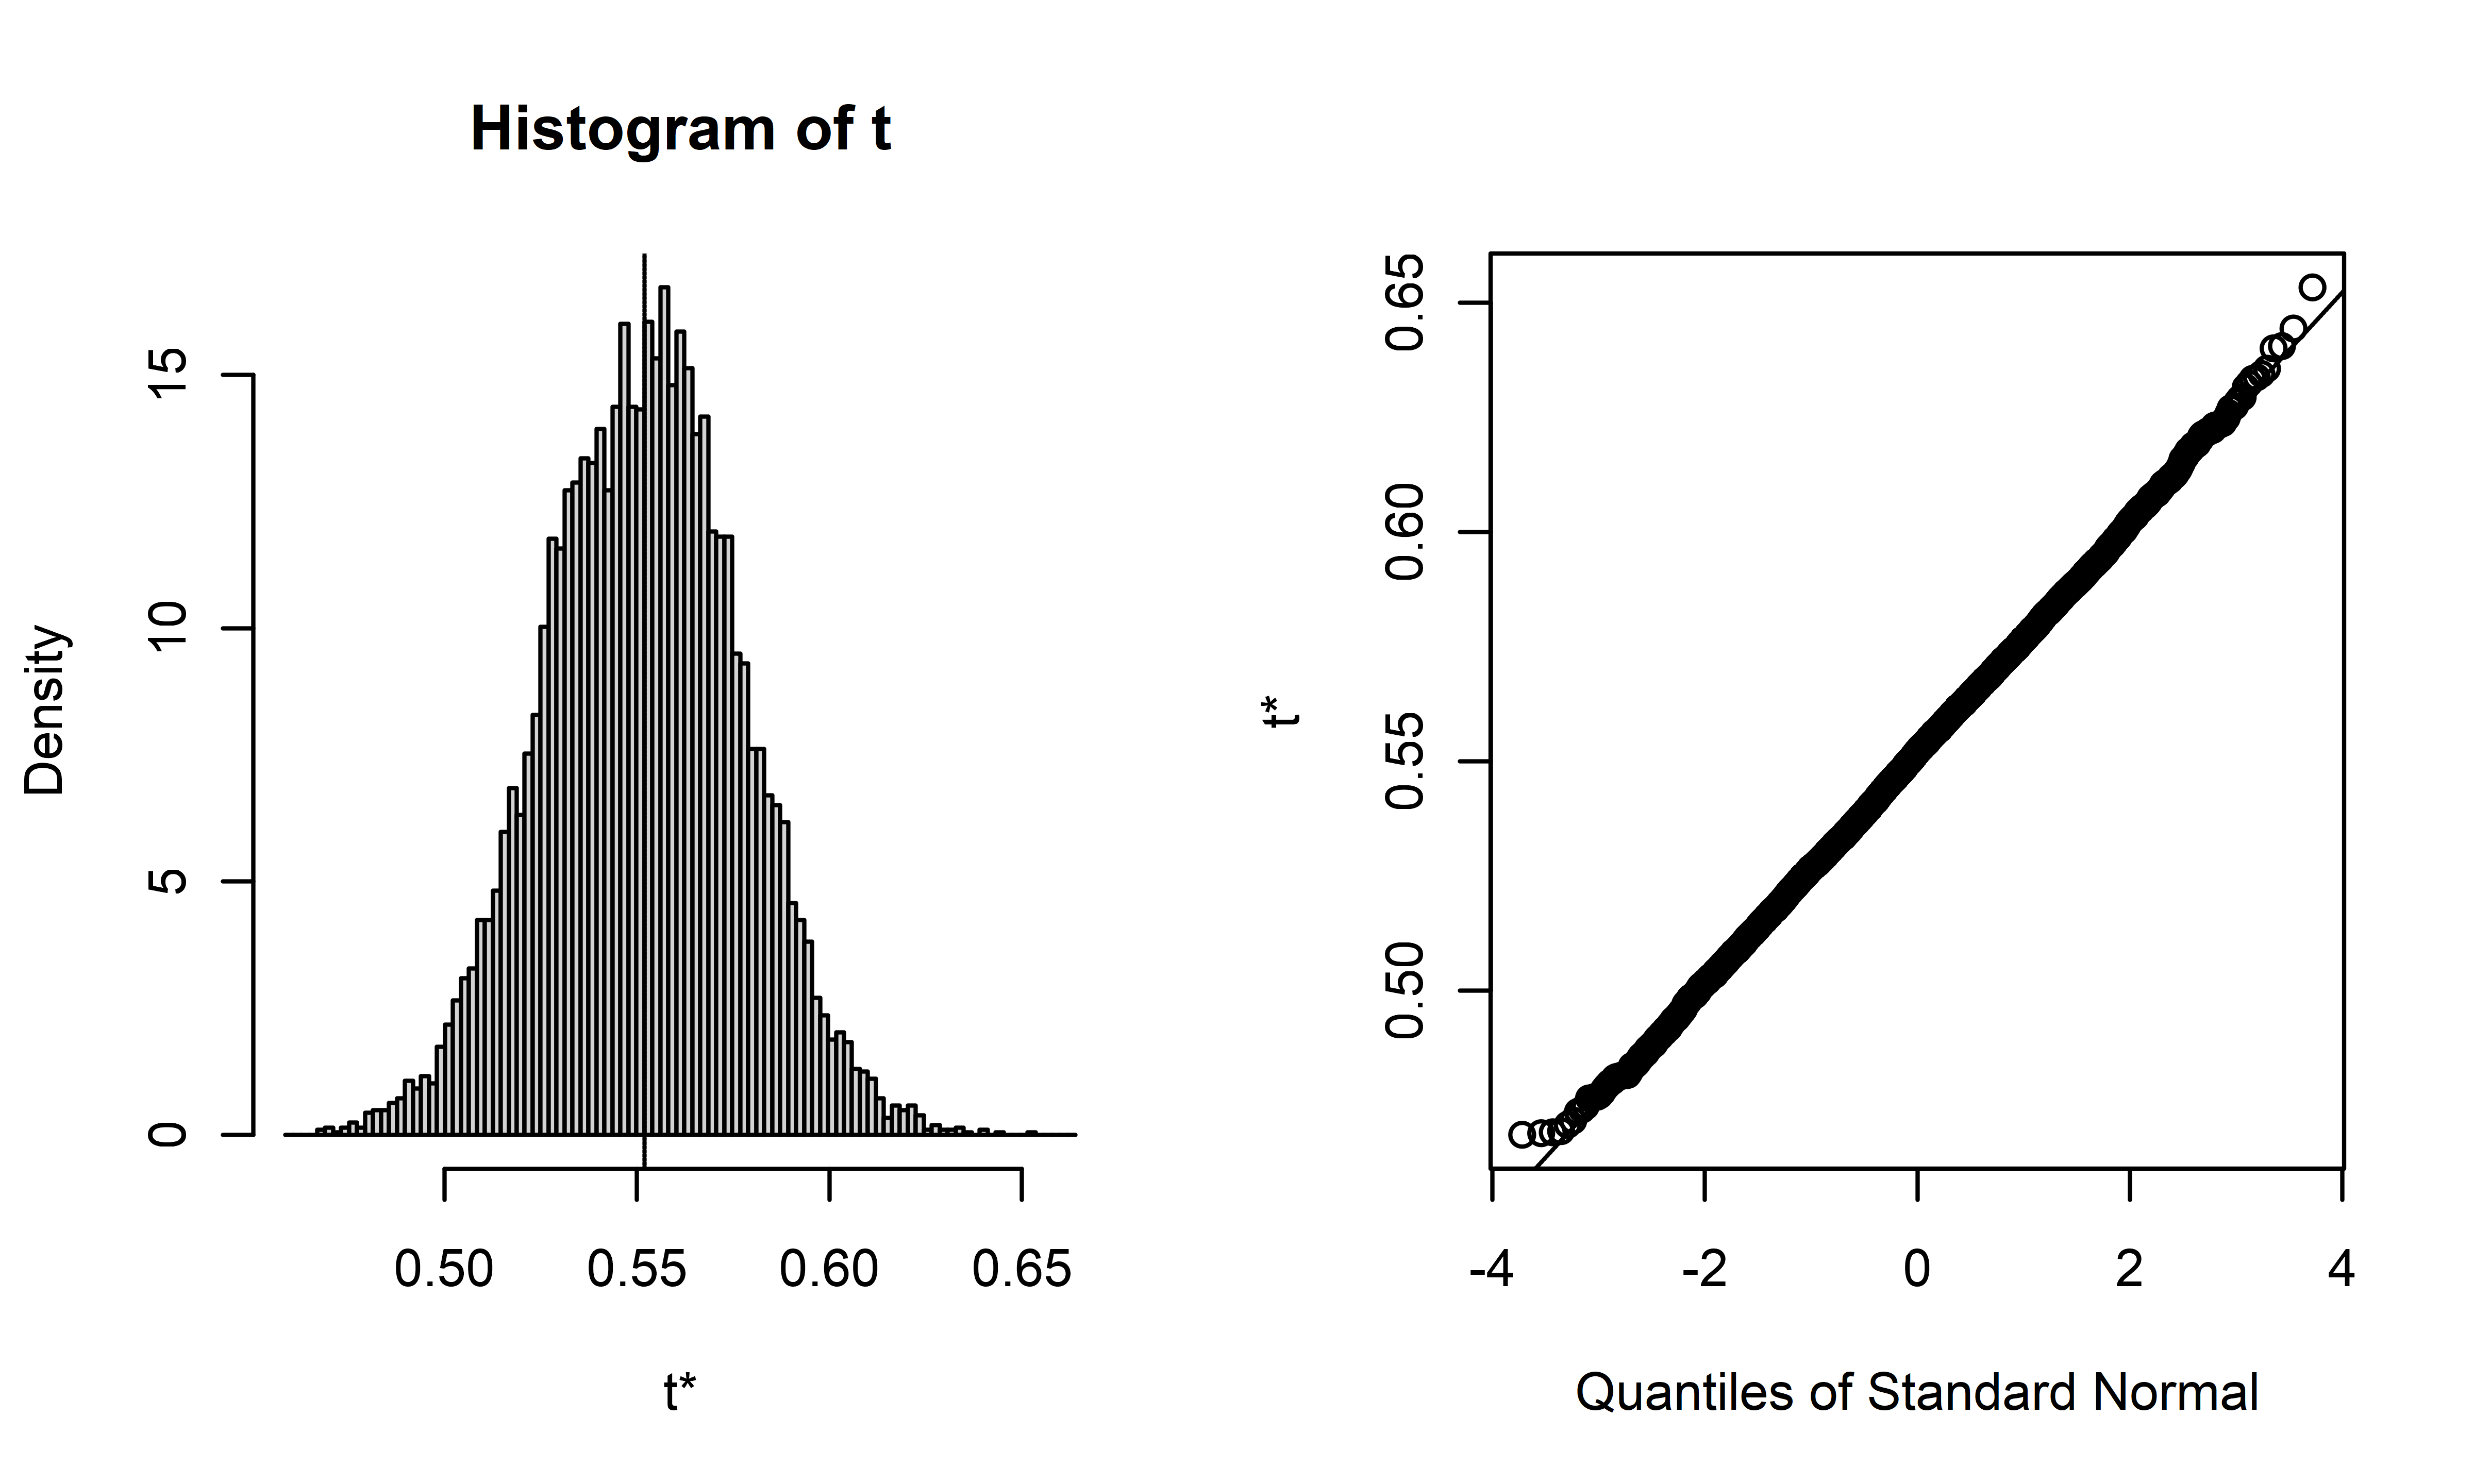 Histogram of t
Density
0 5 10 15
0.50 0.55 0.60 0.65
t*
t*
0.50 0.55 0.60 0.65
-4 -2 0 2 4
Quantiles of Standard Normal